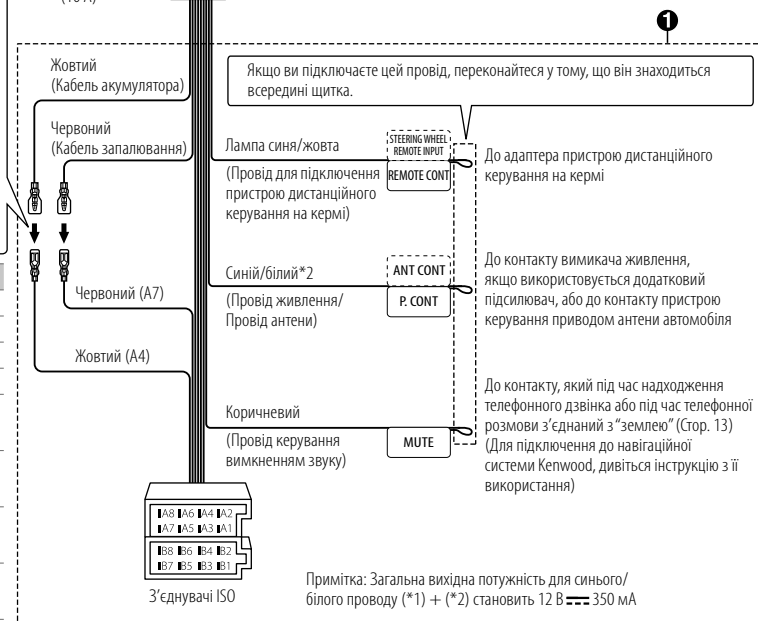 (10 A)
❶
Жовтий
(Кабель акумулятора)
Якщо ви підключаєте цей провід, переконайтеся у тому, що він знаходиться
всередині щитка.
Червоний
(Кабель запалювання)
Лампа синя/жовта
(Провід для підключення
пристрою дистанційного
керування на кермі)
STEERING WHEEL
REMOTE INPUT
REMOTE CONT
До адаптера пристрою дистанційного
керування на кермі
Синій/білий*2
(Провід живлення/
Провід антени)
ANT CONT
P. CONT
До контакту вимикача живлення,
якщо використовується додатковий
підсилювач, або до контакту пристрою
керування приводом антени автомобіля
Червоний (A7)
Жовтий (A4)
Коричневий
(Провід керування
вимкненням звуку)
MUTE
До контакту, який під час надходження
телефонного дзвінка або під час телефонної
розмови з’єднаний з “землею” (Стор. 13)
(Для підключення до навігаційної
системи Kenwood, дивіться інструкцію з її
використання)
A8 A6 A4 A2
A7 A5 A3 A1
B8 B6 B4 B2
B7 B5 B3 B1
З’єднувачі ISO
Примітка: Загальна вихідна потужність для синього/
білого проводу (*1) + (*2) становить 12 В ⎓ 350 мА